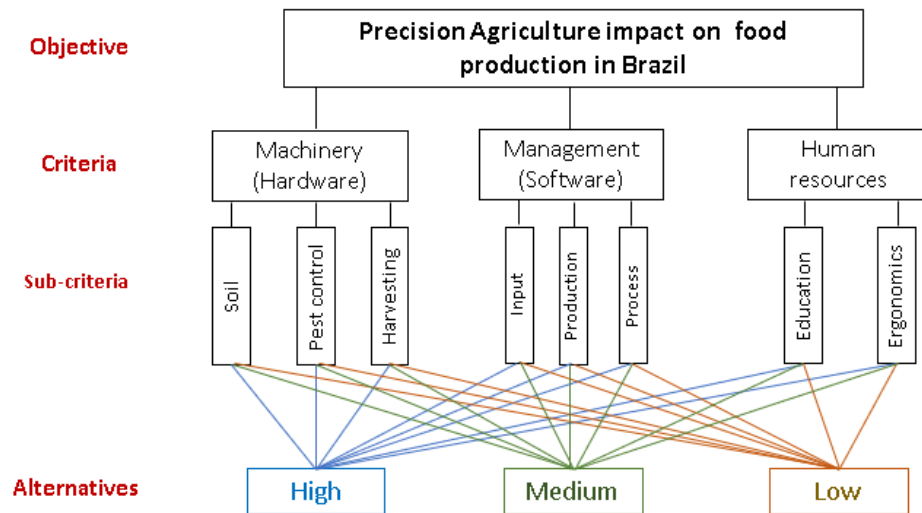 Objective
Precision Agriculture impact on food
production in Brazil
Criteria
Machinery
(Hardware)
Management
(Software)
Human
resources
Sub-criteria
Soil
Pest control
Harvesting
Input
Production
Process
Education
Ergonomics
Alternatives
High
Medium
Low